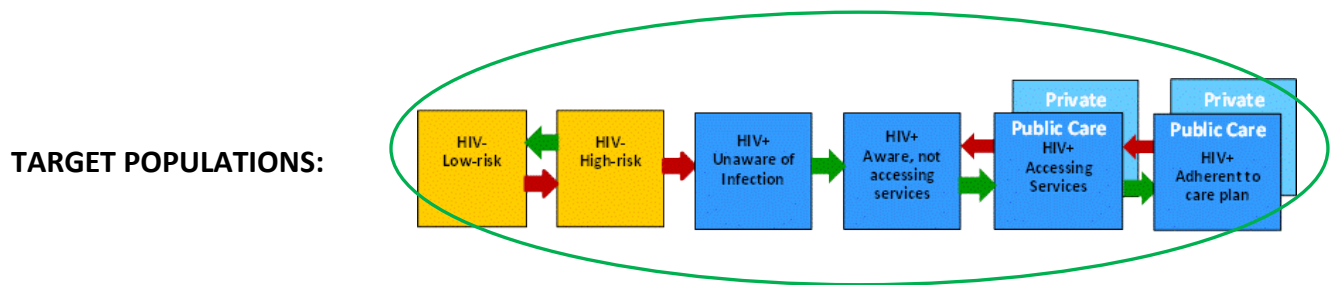 TARGET POPULATIONS:
HIV-
Low-risk
HIV-
High-risk
HIV+
Unaware of
Infection
HIV+
Aware, not
accessing
services
Private
Public Care
HIV+
Accessing
Services
Private
Public Care
HIV+
Adherent to
care plan